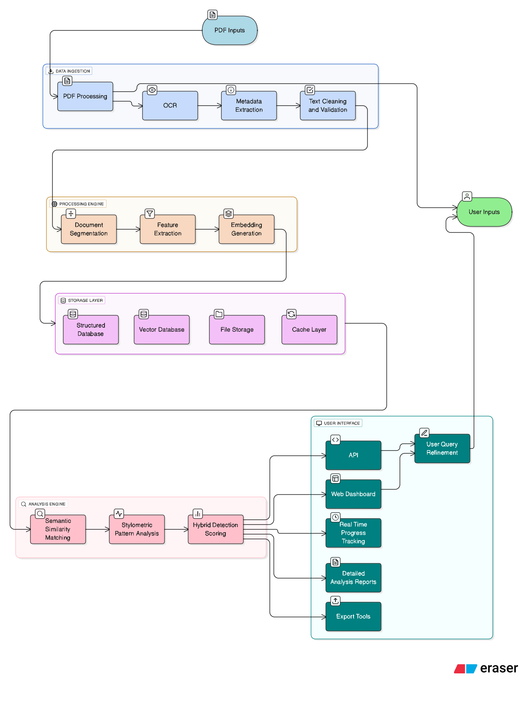 PDF Inputs
DATA INGESTION
PDF Processing
OCR
Metadata
Extraction
Text Cleaning
and Validation
User Inputs
PROCESSING ENGINE
Document
Segmentation
Feature
Extraction
Embedding
Generation
STORAGE LAYER
Structured
Database
Vector Database
File Storage
Cache Layer
USER INTERFACE
API
User Query
Refinement
Web Dashboard
Real Time
Progress
Tracking
Detailed
Analysis Reports
Export Tools
ANALYSIS ENGINE
Semantic
Similarity
Matching
Stylometric
Pattern Analysis
Hybrid Detection
Scoring
eraser